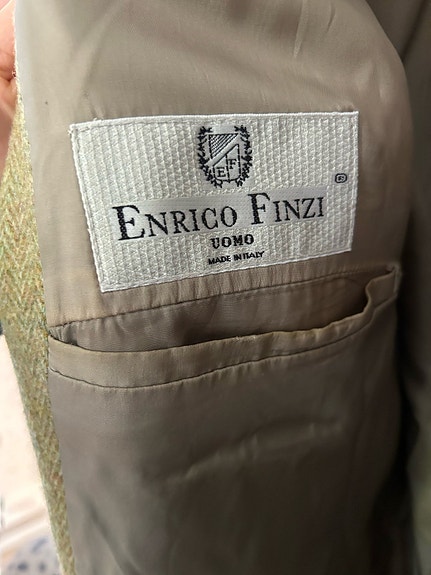 E F
ENRICO FINZI
UOMO
MADE IN ITALY